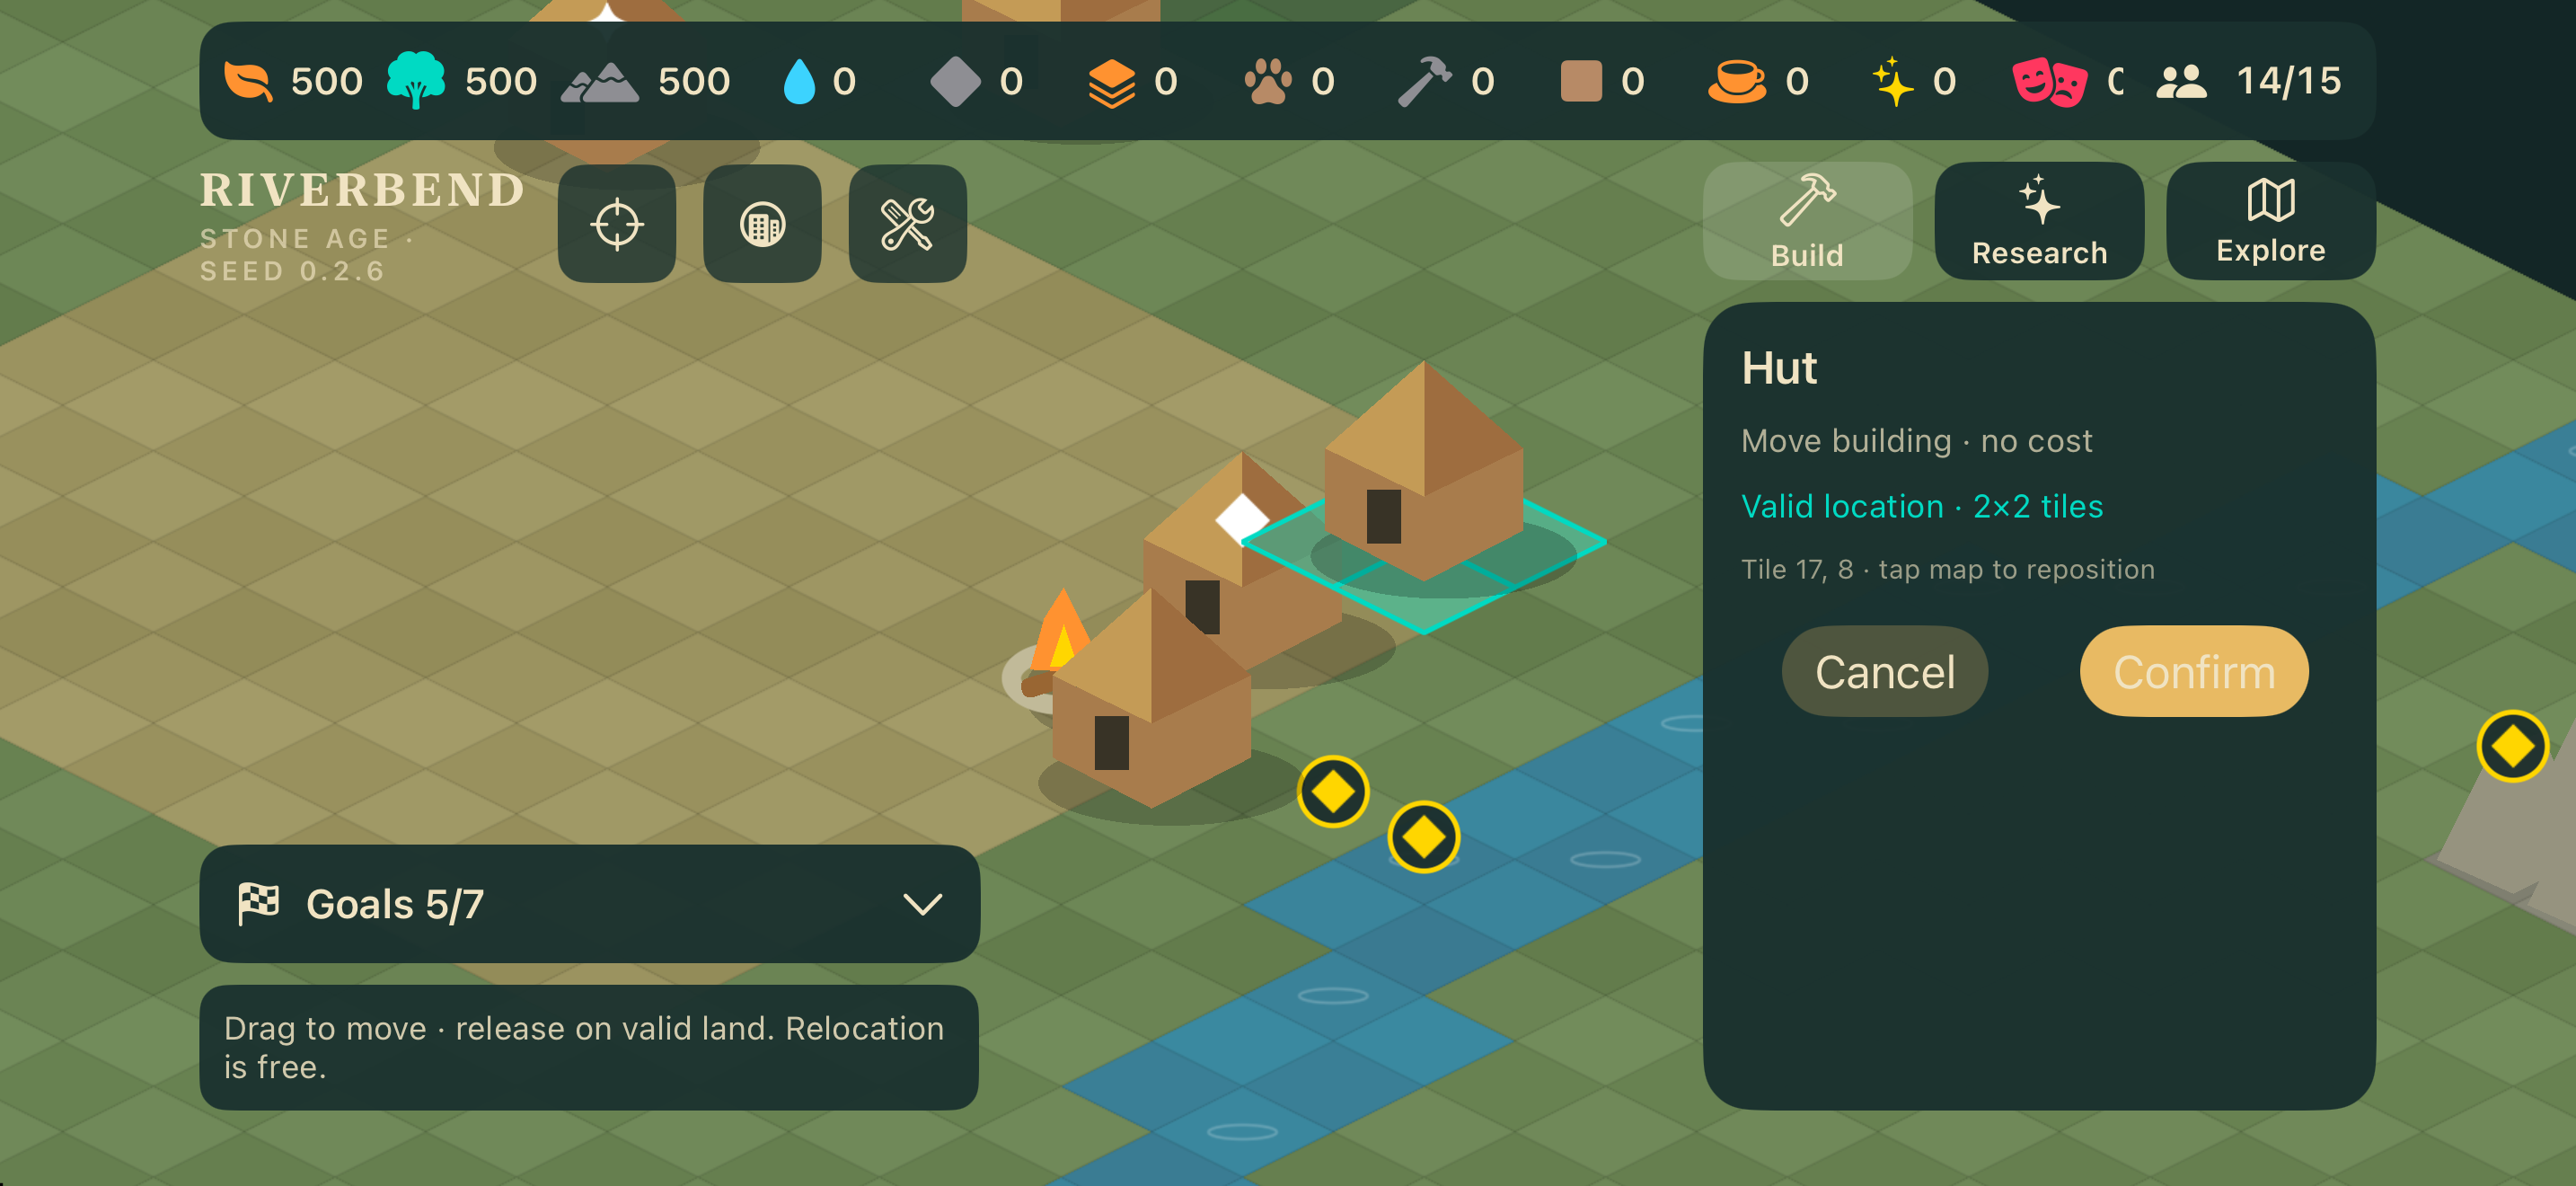 500 500 500 0 0 0 0 0 0 0 0 14/15
RIVERBEND
STONE AGE ·
SEED 0.2.6
Build
Research
Explore
Hut
Move building · no cost
Valid location · 2×2 tiles
Tile 17, 8 · tap map to reposition
Cancel
Confirm
Goals 5/7
Drag to move · release on valid land. Relocation
is free.